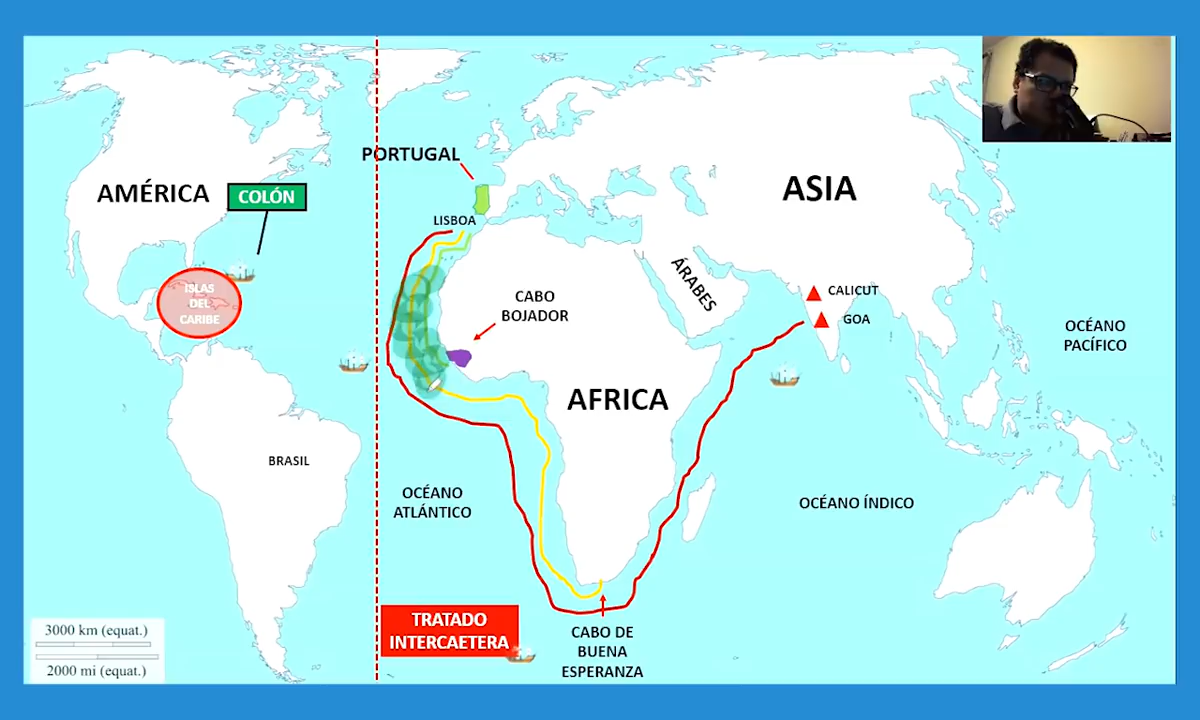 PORTUGAL
AMÉRICA
COLÓN
ASIA
LISBOA
ISLAS
DEL
CARIBE
CABO
BOJADOR
ÁRABES
CALICUT
GOA
OCÉANO
PACÍFICO
AFRICA
BRASIL
OCÉANO
ATLÁNTICO
OCÉANO ÍNDICO
TRATADO
INTERCAETERA
CABO DE
BUENA
ESPERANZA
3000 km (equat.)
2000 mi (equat.)